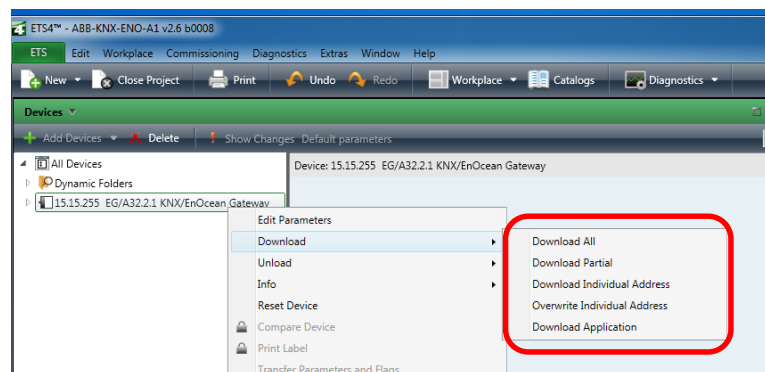 ETS4™ - ABB-KNX-ENO-A1 v2.6 b0008
ETS Edit Workplace Commissioning Diagnostics Extras Window Help
New Close Project Print Undo Redo Workplace Catalogs Diagnostics
Devices
Add Devices Delete Show Changes Default parameters
All Devices
Device: 15.15.255 EG/A32.2.1 KNX/EnOcean Gateway
Dynamic Folders
15.15.255 EG/A32.2.1 KNX/EnOcean Gateway
Edit Parameters
Download
Unload
Info
Reset Device
Compare Device
Print Label
Transfer Parameters and Flags
Download All
Download Partial
Download Individual Address
Overwrite Individual Address
Download Application